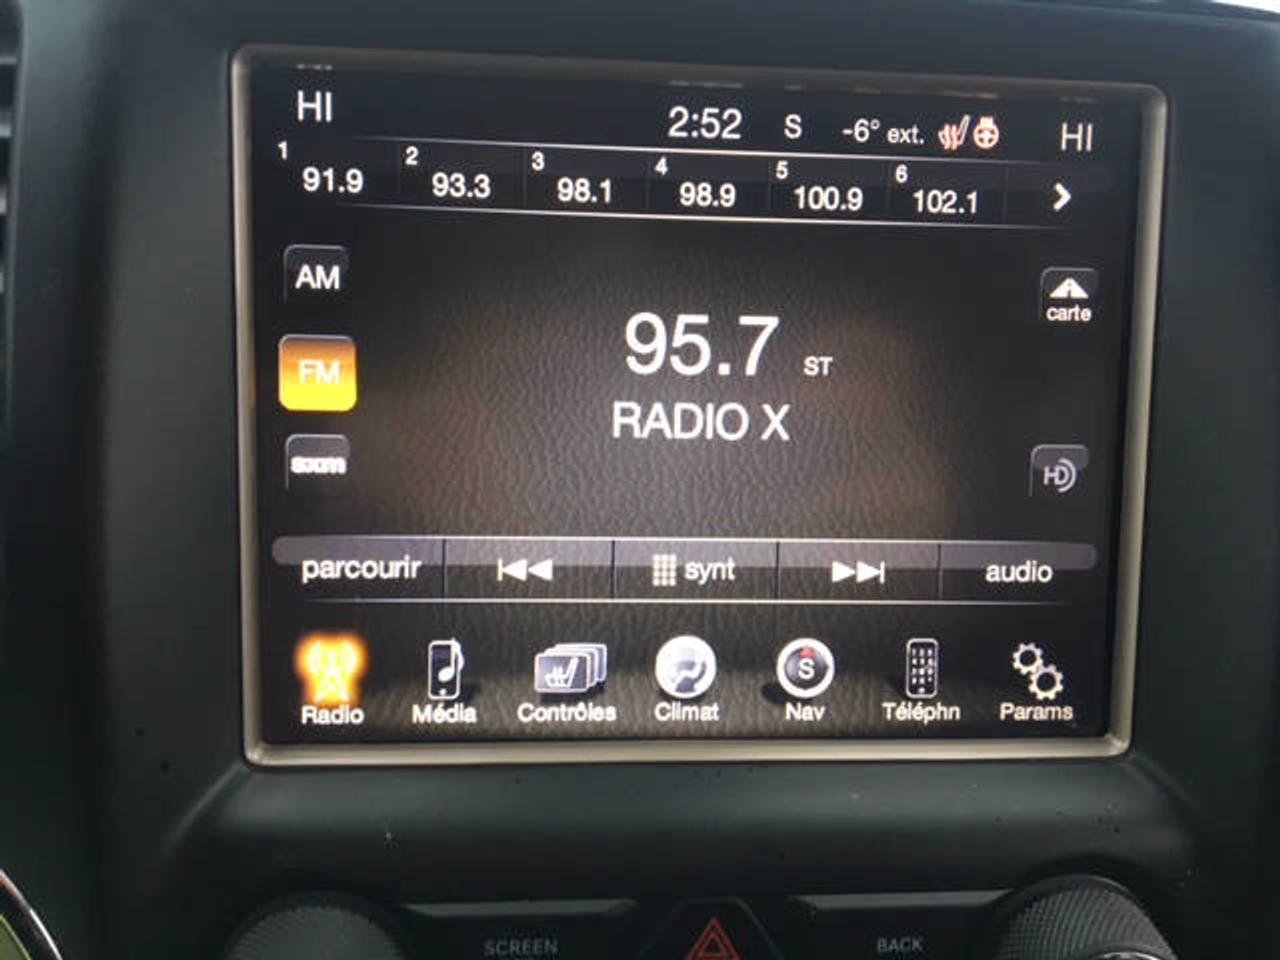 HI 2:52 S -6° ext. HI
1 91.9 2 93.3 3 98.1 4 98.9 5 100.9 6 102.1
AM
carte
FM
95.7 ST
RADIO X
sxm
HD
parcourir synt audio
S
Radio Média Contrôles Climat Nav Téléphn Params
SCREEN BACK